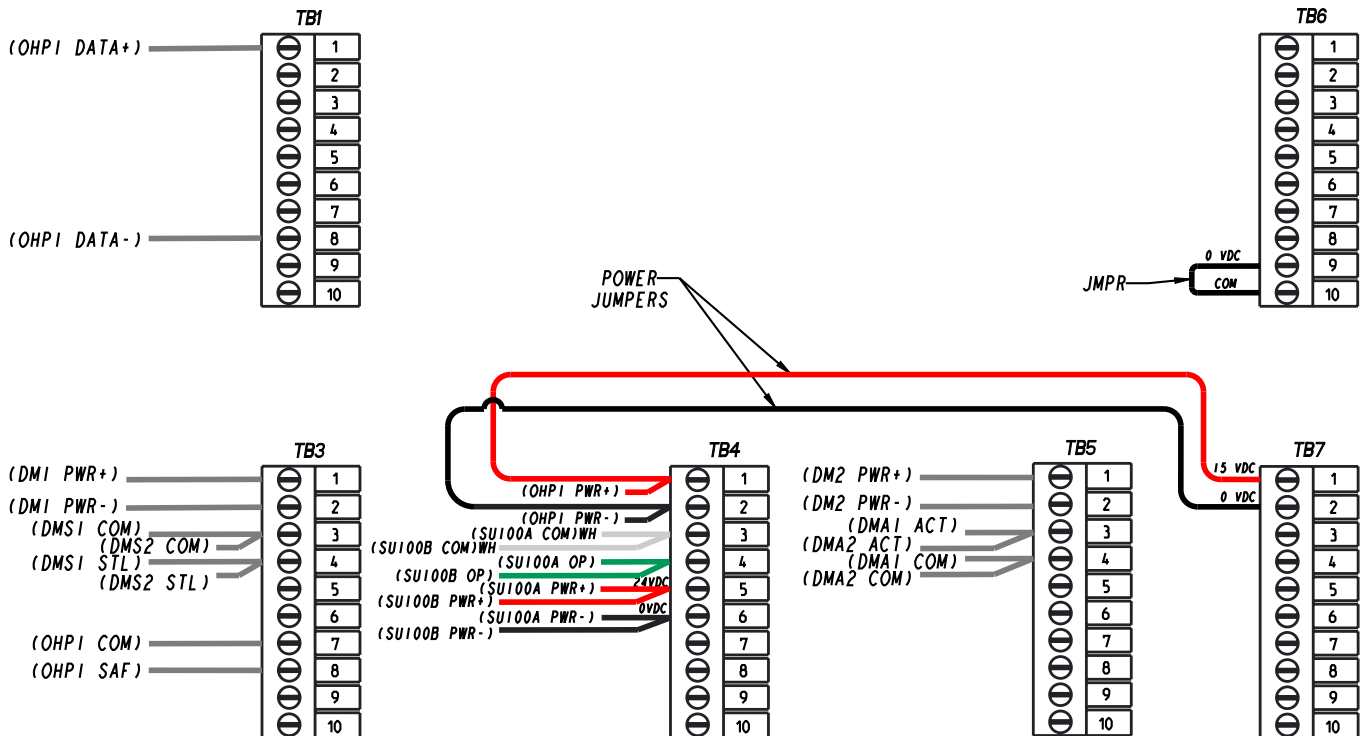 TB1
(OHP1 DATA+)
1
2
3
4
5
6
7
(OHP1 DATA-)
8
9
10
TB6
1
2
3
4
5
6
7
8
0 VDC
9
JMPR
COM
10
POWER
JUMPERS
TB3
(DM1 PWR+)
1
(DM1 PWR-)
2
(DMS1 COM)
3
(DMS2 COM)
(DMS1 STL)
4
(DMS2 STL)
5
6
(OHP1 COM)
7
(OHP1 SAF)
8
9
10
TB4
1
(OHP1 PWR+)
2
(OHP1 PWR-)
(SU100A COM)WH
3
(SU100B COM)WH
(SU100A OP)
4
(SU100B OP)
24VDC
(SU100A PWR+)
5
(SU100B PWR+)
0VDC
(SU100A PWR-)
6
(SU100B PWR-)
7
8
9
10
TB5
(DM2 PWR+)
1
(DM2 PWR-)
2
(DMA1 ACT)
3
(DMA2 ACT)
(DMA1 COM)
4
(DMA2 COM)
5
6
7
8
9
10
TB7
15 VDC
1
0 VDC
2
3
4
5
6
7
8
9
10